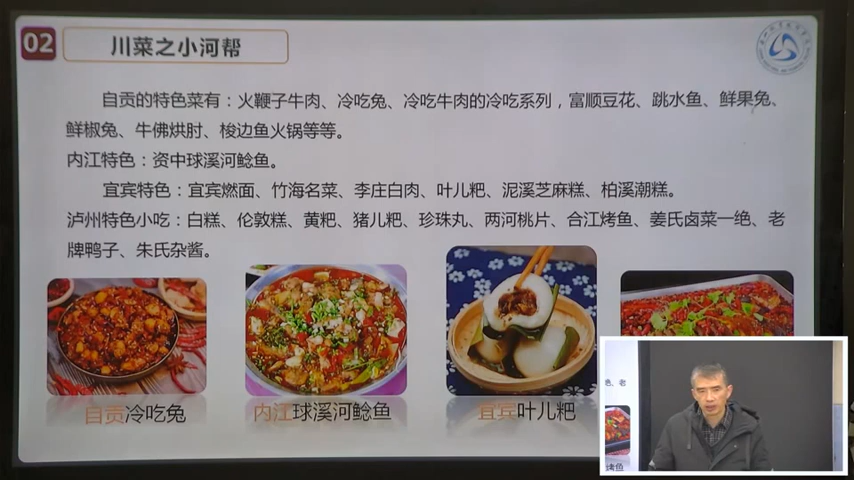 02
川菜之小河帮
自贡的特色菜有：火鞭子牛肉、冷吃兔、冷吃牛肉的冷吃系列，富顺豆花、跳水鱼、鲜果兔、
鲜椒兔、牛佛烘肘、梭边鱼火锅等等。
内江特色：资中球溪河鲶鱼。
宜宾特色：宜宾燃面、竹海名菜、李庄白肉、叶儿粑、泥溪芝麻糕、柏溪潮糕。
泸州特色小吃：白糕、伦敦糕、黄粑、猪儿粑、珍珠丸、两河桃片、合江烤鱼、姜氏卤菜一绝、老
牌鸭子、朱氏杂酱。
自贡冷吃兔
内江球溪河鲶鱼
宜宾叶儿粑
色、老
烤鱼